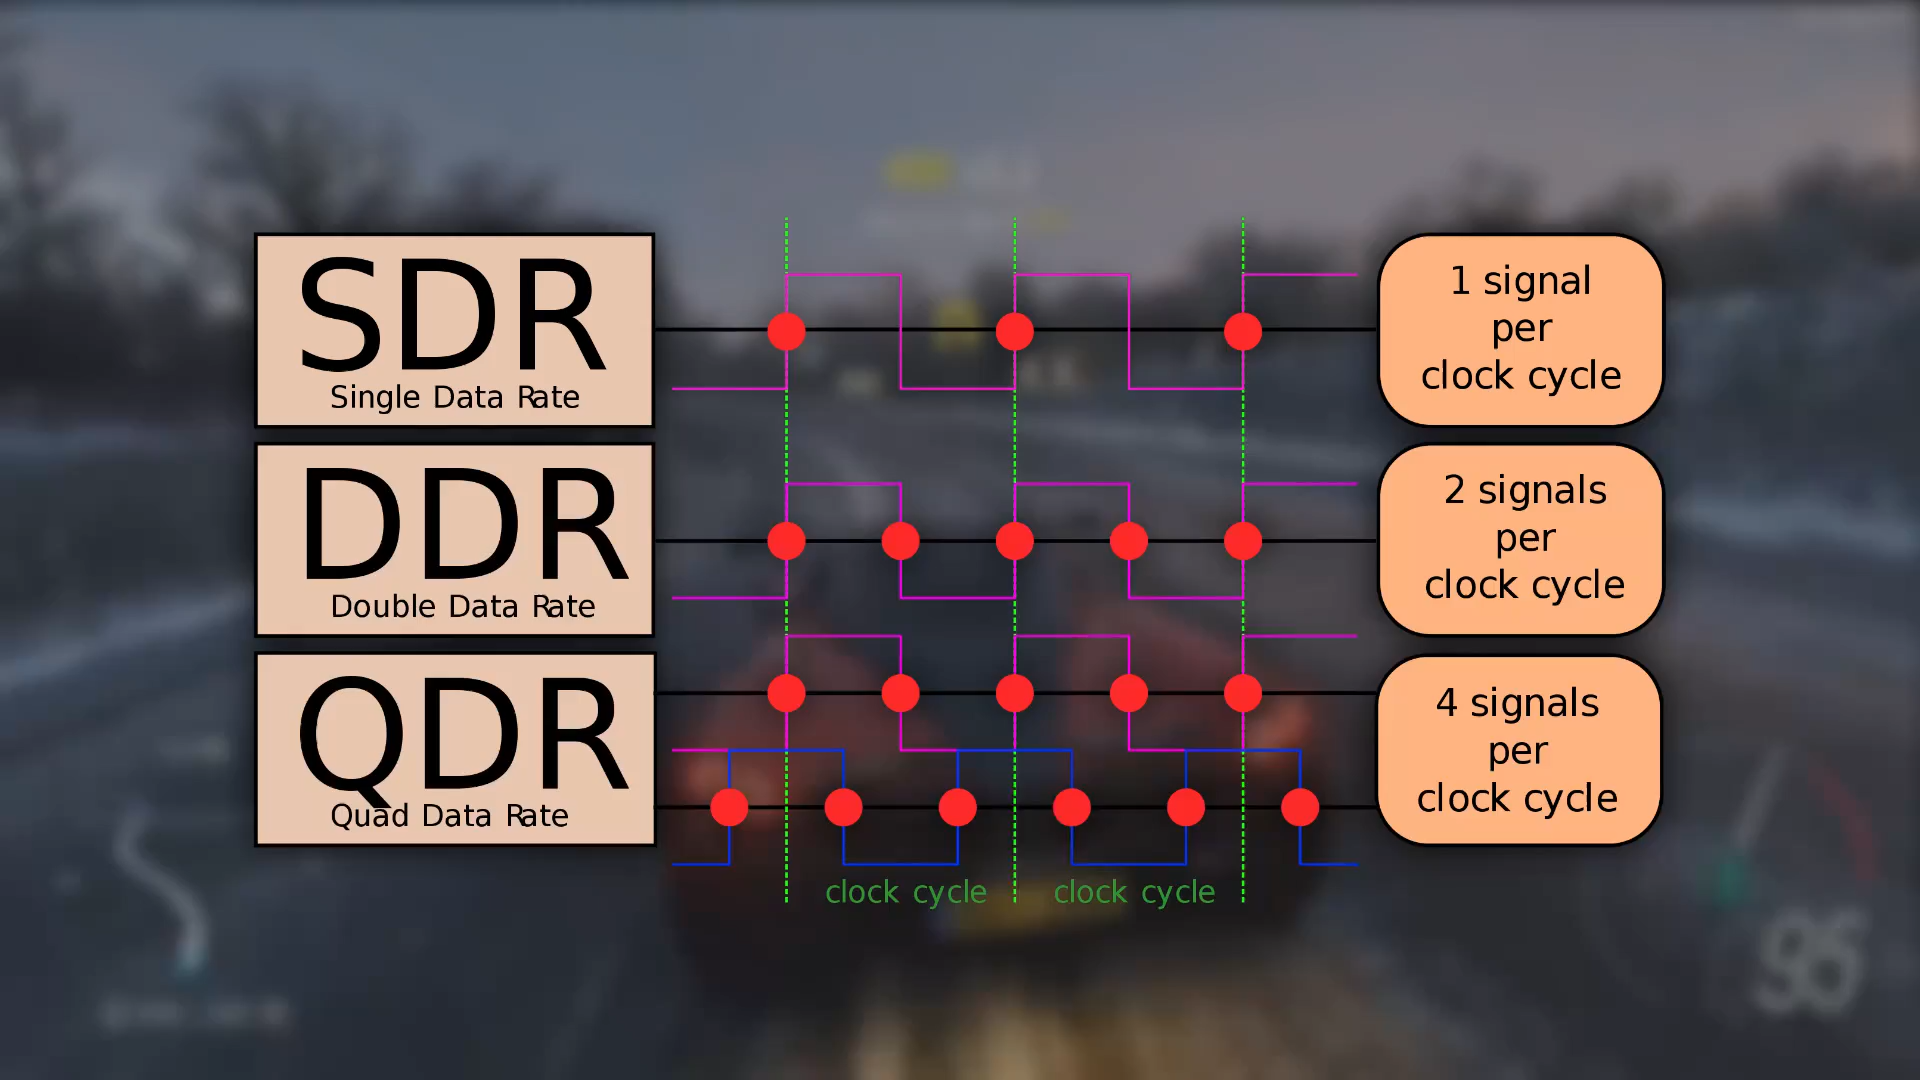 SDR
Single Data Rate
1 signal
per
clock cycle
DDR
Double Data Rate
2 signals
per
clock cycle
QDR
Quad Data Rate
4 signals
per
clock cycle
clock cycle
clock cycle
96